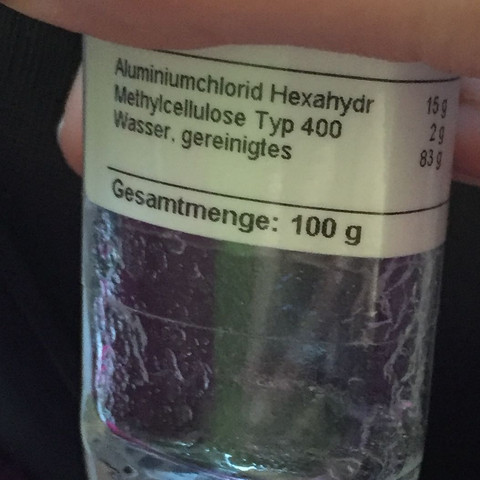 Aluminiumchlorid Hexahydr 15 g
Methylcellulose Typ 400 2 g
Wasser, gereinigtes 83 g
Gesamtmenge: 100 g